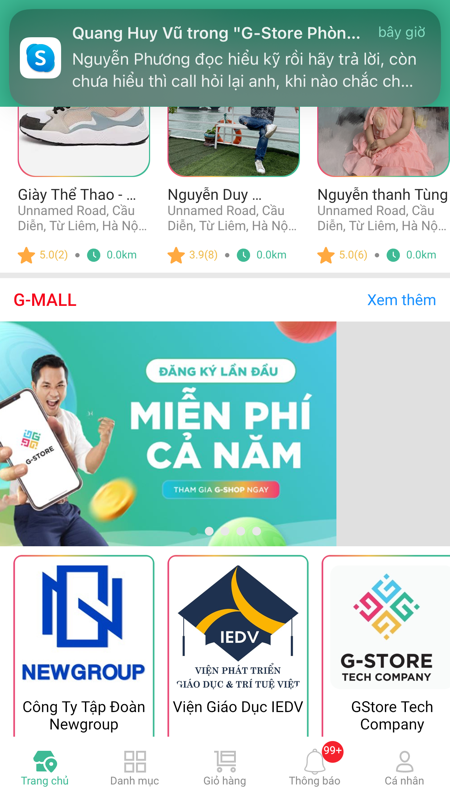 Quang Huy Vũ trong "G-Store Phòn...
bây giờ
Nguyễn Phương đọc hiểu kỹ rồi hãy trả lời, còn
chưa hiểu thì call hỏi lại anh, khi nào chắc ch...
Giày Thể Thao - ...
Unnamed Road, Cầu
Diễn, Từ Liêm, Hà Nộ...
5.0(2) • 0.0km
Nguyễn Duy ...
Unnamed Road, Cầu
Diễn, Từ Liêm, Hà Nộ...
3.9(8) • 0.0km
Nguyễn thanh Tùng
Unnamed Road, Cầu
Diễn, Từ Liêm, Hà Nộ...
5.0(6) • 0.0km
G-MALL
Xem thêm
ĐĂNG KÝ LẦN ĐẦU
MIỄN PHÍ
CẢ NĂM
THAM GIA G-SHOP NGAY
G-STORE
NEWGROUP
Công Ty Tập Đoàn
Newgroup
IEDV
VIỆN PHÁT TRIỂN
GIÁO DỤC & TRÍ TUỆ VIỆT
Viện Giáo Dục IEDV
G-STORE
TECH COMPANY
GStore Tech
Company
Trang chủ
Danh mục
Giỏ hàng
99+
Thông báo
Cá nhân